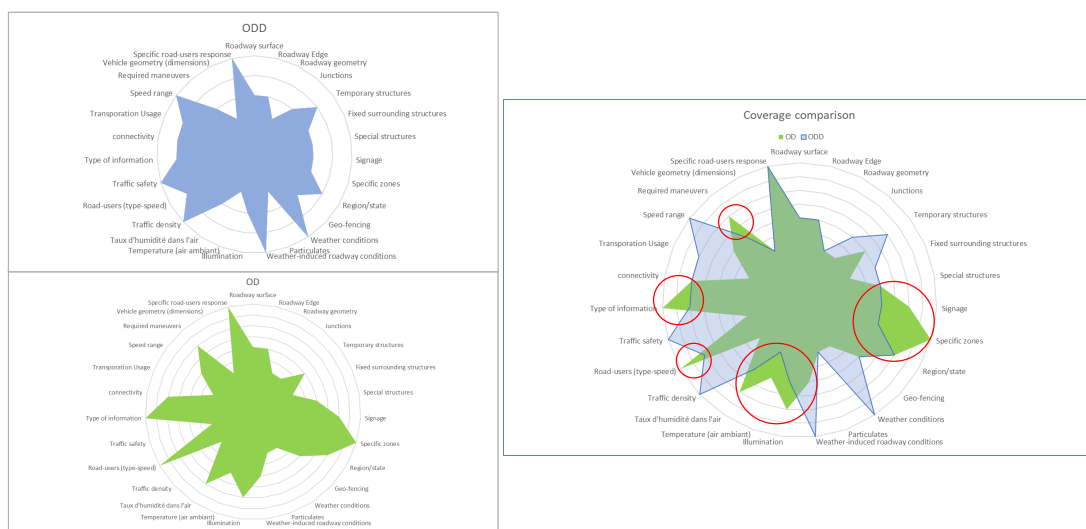 ODD
Roadway surface
Specific road-users response
Roadway Edge
Vehicle geometry (dimensions)
Roadway geometry
Required maneuvers
Junctions
Speed range
Temporary structures
Transporation Usage
Fixed surrounding structures
connectivity
Special structures
Type of information
Signage
Traffic safety
Specific zones
Road-users (type-speed)
Region/state
Traffic density
Geo-fencing
Taux d'humidité dans l'air
Weather conditions
Temperature (air ambiant)
Particulates
Illumination
Weather-induced roadway conditions
OD
Roadway surface
Specific road-users response
Roadway Edge
Vehicle geometry (dimensions)
Roadway geometry
Required maneuvers
Junctions
Speed range
Temporary structures
Transporation Usage
Fixed surrounding structures
connectivity
Special structures
Type of information
Signage
Traffic safety
Specific zones
Road-users (type-speed)
Region/state
Traffic density
Geo-fencing
Taux d'humidité dans l'air
Weather conditions
Temperature (air ambiant)
Particulates
Illumination
Weather-induced roadway conditions
Coverage comparison
OD ODD
Roadway surface
Specific road-users response
Roadway Edge
Vehicle geometry (dimensions)
Roadway geometry
Required maneuvers
Junctions
Speed range
Temporary structures
Transporation Usage
Fixed surrounding structures
connectivity
Special structures
Type of information
Signage
Traffic safety
Specific zones
Road-users (type-speed)
Region/state
Traffic density
Geo-fencing
Taux d'humidité dans l'air
Weather conditions
Temperature (air ambiant)
Particulates
Illumination
Weather-induced roadway conditions